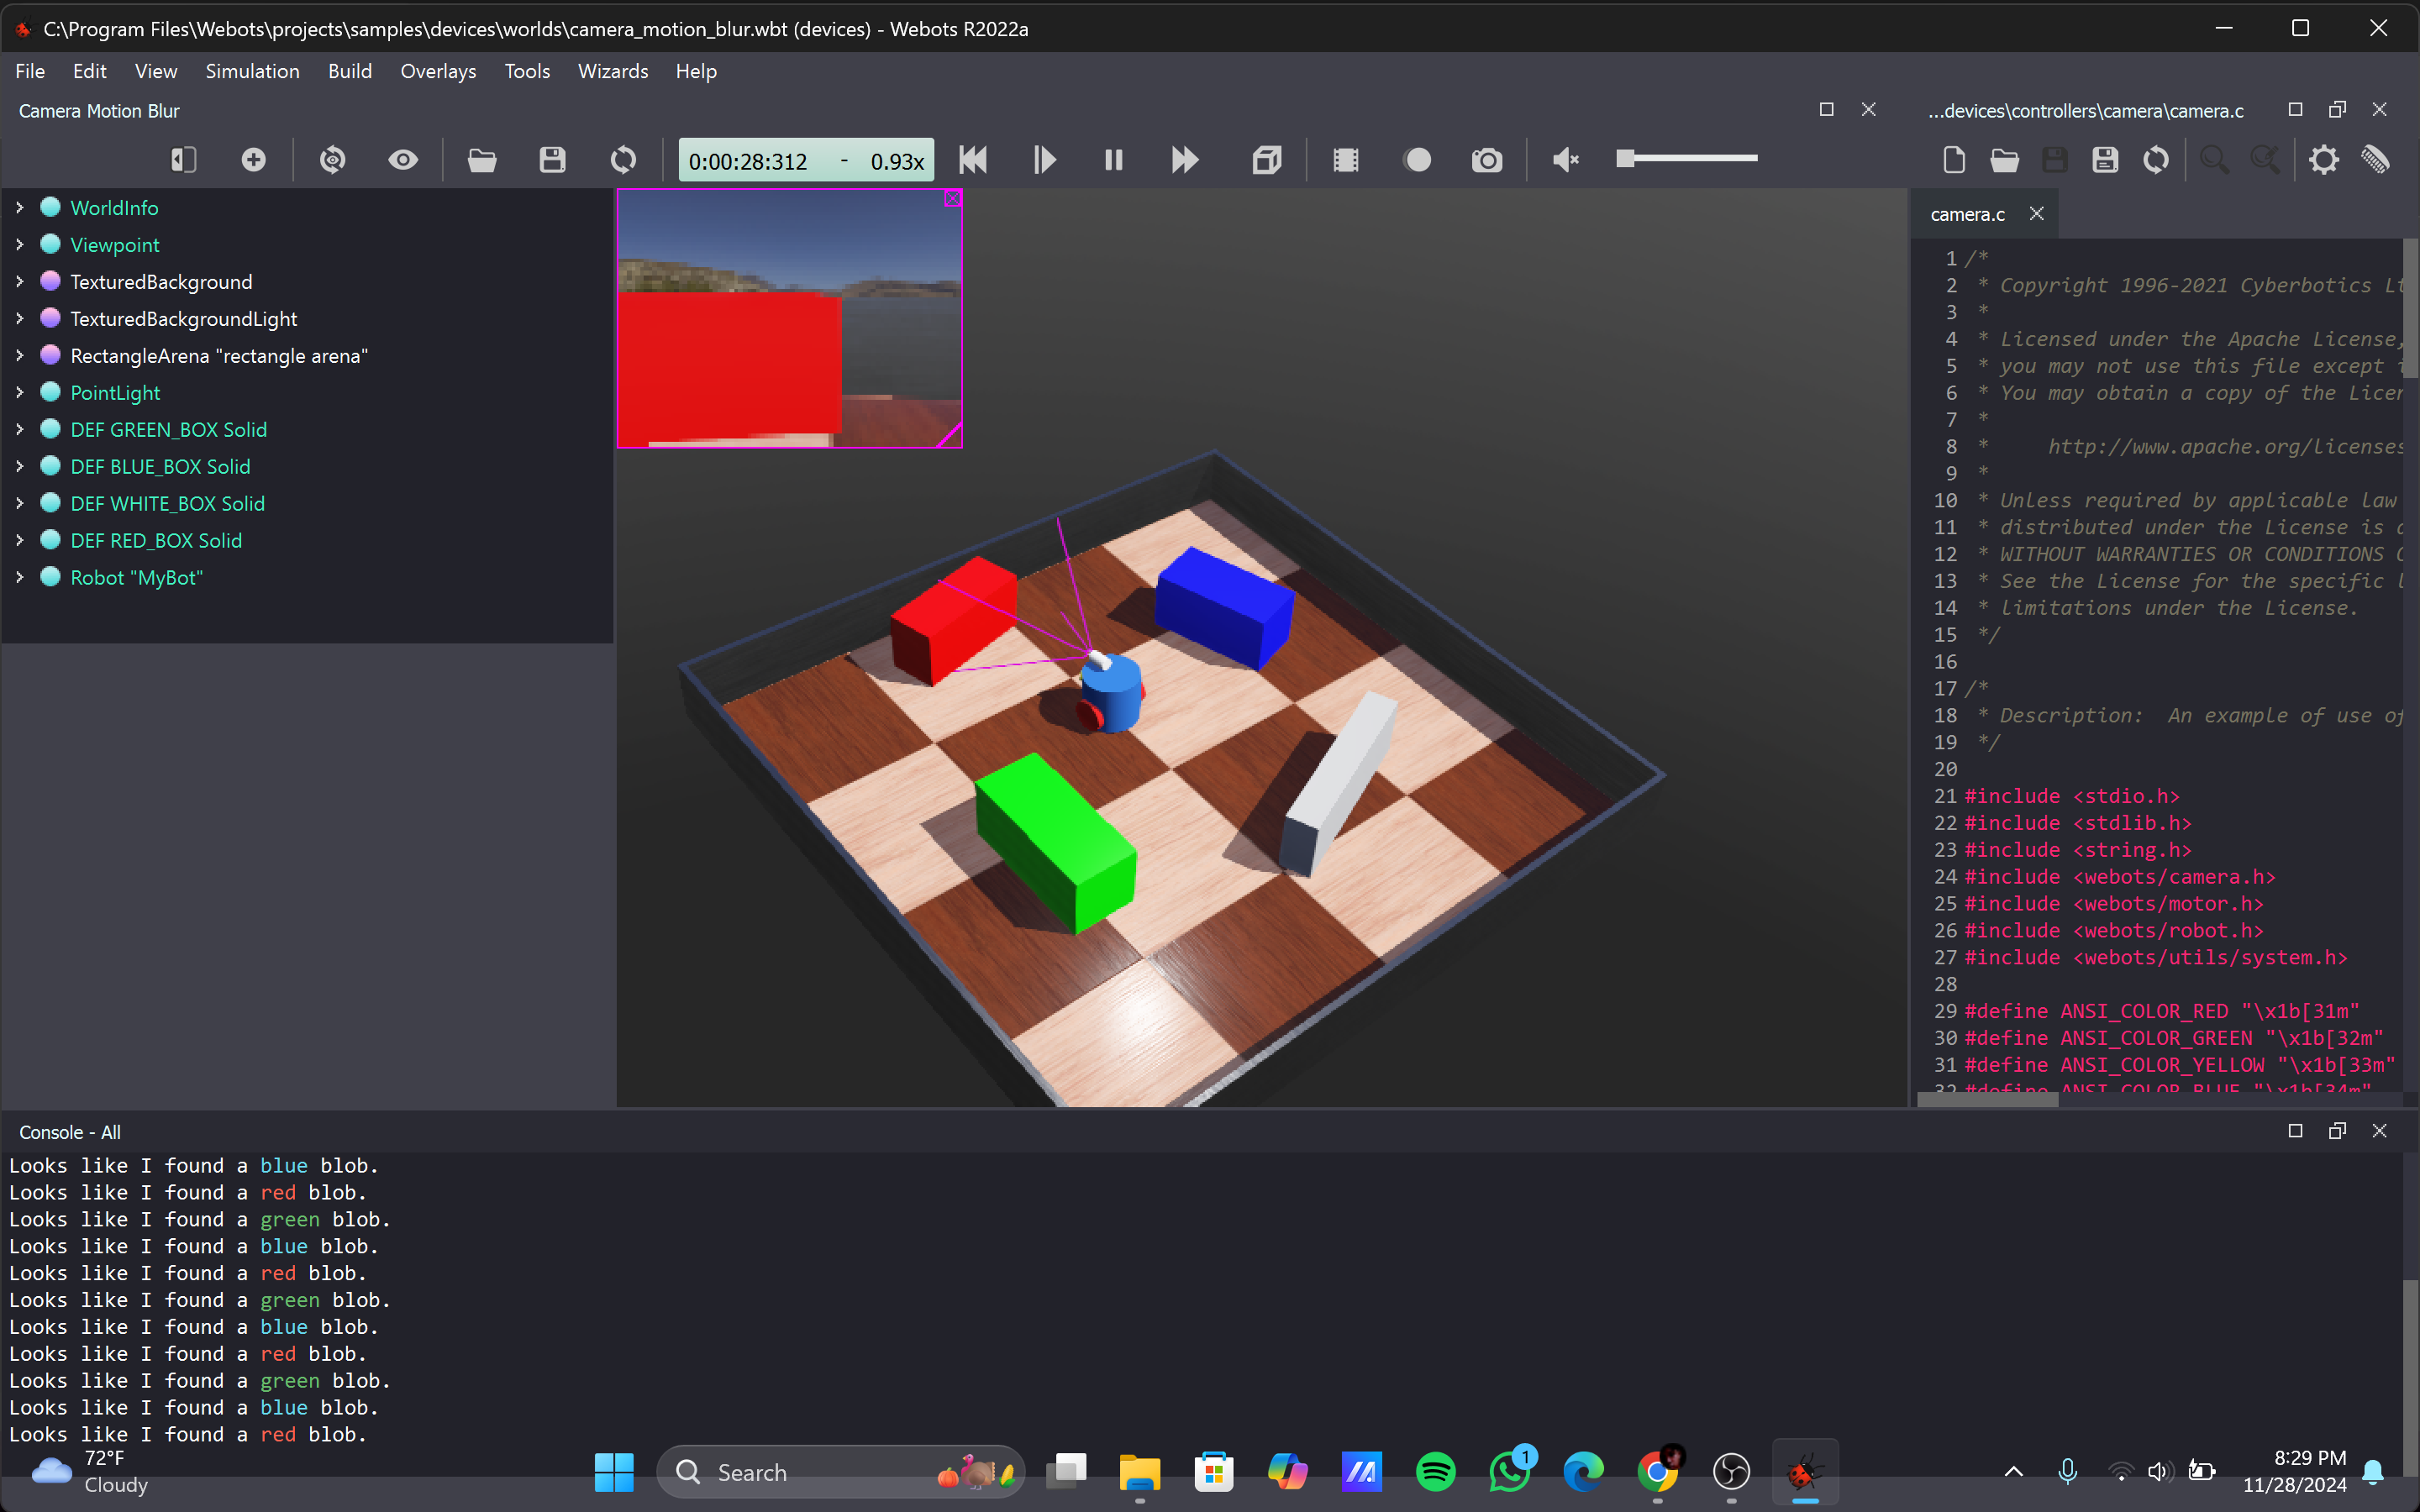 C:\Program Files\Webots\projects\samples\devices\worlds\camera_motion_blur.wbt (devices) - Webots R2022a
File Edit View Simulation Build Overlays Tools Wizards Help
Camera Motion Blur
...devices\controllers\camera\camera.c
0:00:28:312 - 0.93x
WorldInfo
Viewpoint
TexturedBackground
TexturedBackgroundLight
RectangleArena "rectangle arena"
PointLight
DEF GREEN_BOX Solid
DEF BLUE_BOX Solid
DEF WHITE_BOX Solid
DEF RED_BOX Solid
Robot "MyBot"
camera.c
1 /*
2 * Copyright 1996-2021 Cyberbotics Lt
3 *
4 * Licensed under the Apache License,
5 * you may not use this file except i
6 * You may obtain a copy of the Licen
7 *
8 * http://www.apache.org/licenses
9 *
10 * Unless required by applicable law
11 * distributed under the License is d
12 * WITHOUT WARRANTIES OR CONDITIONS O
13 * See the License for the specific l
14 * limitations under the License.
15 */
16
17 /*
18 * Description: An example of use of
19 */
20
21 #include <stdio.h>
22 #include <stdlib.h>
23 #include <string.h>
24 #include <webots/camera.h>
25 #include <webots/motor.h>
26 #include <webots/robot.h>
27 #include <webots/utils/system.h>
28
29 #define ANSI_COLOR_RED "\x1b[31m"
30 #define ANSI_COLOR_GREEN "\x1b[32m"
31 #define ANSI_COLOR_YELLOW "\x1b[33m"
32 #define ANSI_COLOR_BLUE "\x1b[34m"
Console - All
Looks like I found a blue blob.
Looks like I found a red blob.
Looks like I found a green blob.
Looks like I found a blue blob.
Looks like I found a red blob.
Looks like I found a green blob.
Looks like I found a blue blob.
Looks like I found a red blob.
Looks like I found a green blob.
Looks like I found a blue blob.
Looks like I found a red blob.
72°F
Cloudy
Search
1
8:29 PM
11/28/2024